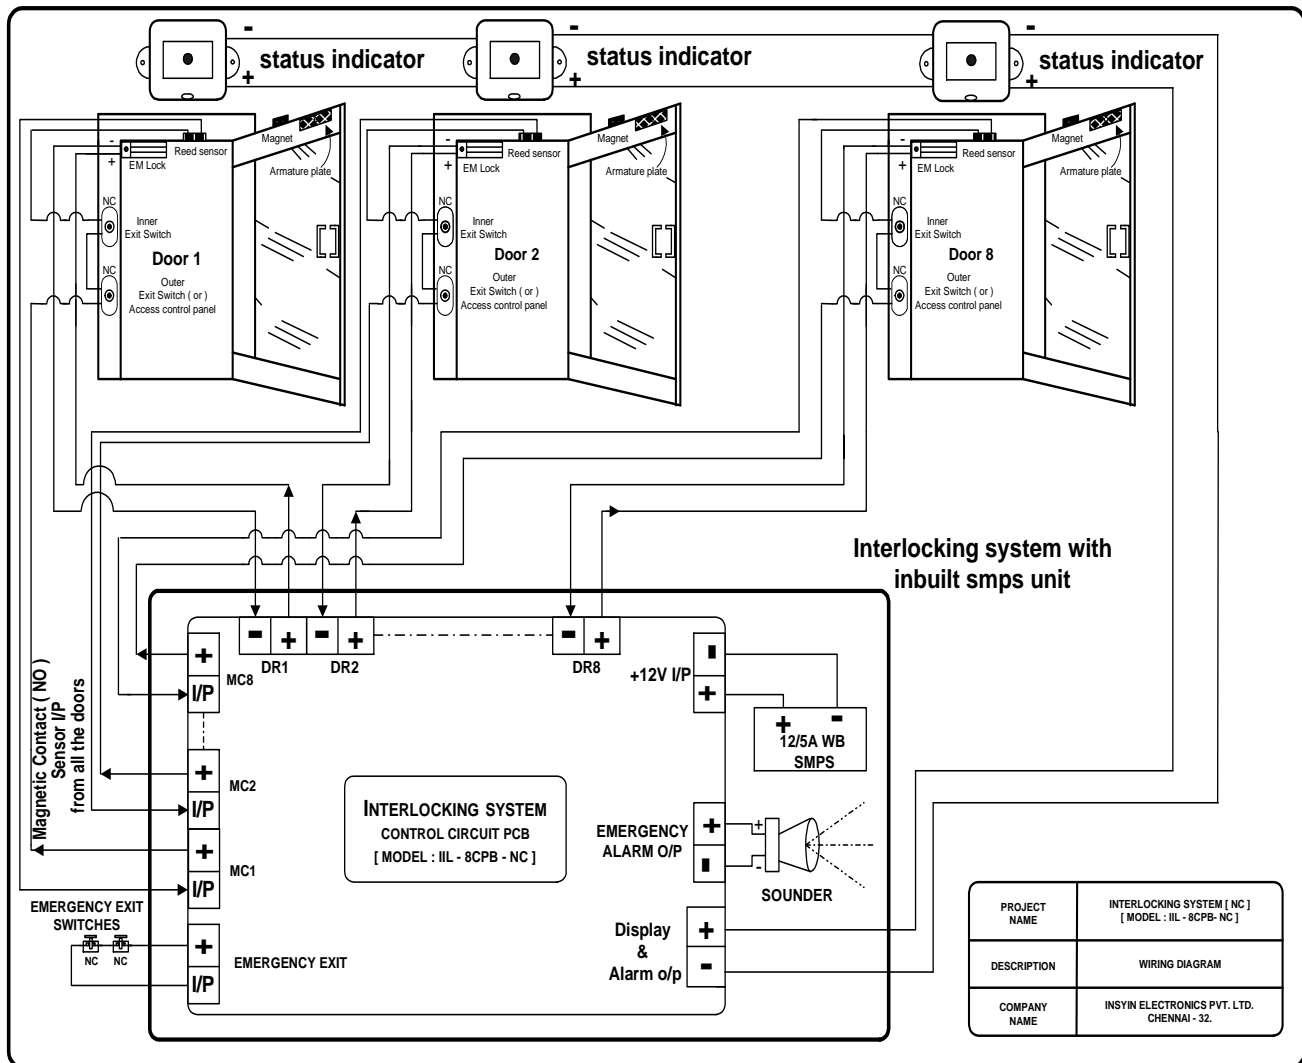 -
status indicator
+
-
status indicator
+
-
status indicator
+
-
+
EM Lock
Reed sensor
Magnet
Armature plate
NC
Inner
Exit Switch
Door 1
NC
Outer
Exit Switch ( or )
Access control panel
-
+
EM Lock
Reed sensor
Magnet
Armature plate
NC
Inner
Exit Switch
Door 2
NC
Outer
Exit Switch ( or )
Access control panel
-
+
EM Lock
Reed sensor
Magnet
Armature plate
NC
Inner
Exit Switch
Door 8
NC
Outer
Exit Switch ( or )
Access control panel
Interlocking system with
inbuilt smps unit
- + - +
DR1 DR2
- +
DR8
Magnetic Contact ( NO )
Sensor I/P
from all the doors
+
MC8
I/P
+
MC2
I/P
+
MC1
I/P
EMERGENCY EXIT
SWITCHES
NC NC
+
EMERGENCY EXIT
I/P
INTERLOCKING SYSTEM
CONTROL CIRCUIT PCB
[ MODEL : IIL - 8CPB - NC ]
-
+12V I/P
+
+ -
12/5A WB
SMPS
EMERGENCY
ALARM O/P
+
-
+
-
SOUNDER
Display
&
Alarm o/p
+
-
PROJECT
NAME
INTERLOCKING SYSTEM [ NC ]
[ MODEL : IIL - 8CPB- NC ]
DESCRIPTION
WIRING DIAGRAM
COMPANY
NAME
INSYIN ELECTRONICS PVT. LTD.
CHENNAI - 32.